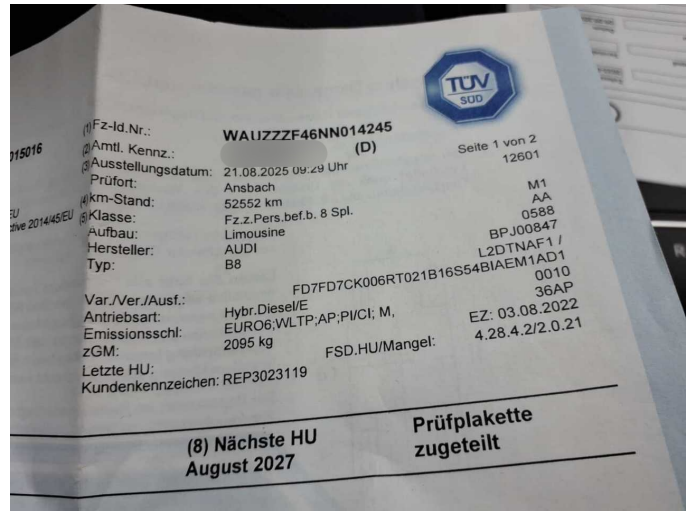 TÜV
SÜD
015016
EU
ctive 2014/45/EU
(1) Fz-Id.Nr.: WAUZZZF46NN014245
(2) Amtl. Kennz.: (D)
(3) Ausstellungsdatum: 21.08.2025 09:29 Uhr Seite 1 von 2
Prüfort: Ansbach 12601
(4) km-Stand: 52552 km
(5) Klasse: Fz.z.Pers.bef.b. 8 Spl. M1
Aufbau: Limousine AA
Hersteller: AUDI 0588
Typ: B8 BPJ00847
L2DTNAF1 /
Var./Ver./Ausf.: FD7FD7CK006RT021B16S54BIAEM1AD1
Antriebsart: Hybr.Diesel/E 0010
Emissionsschl: EURO6;WLTP;AP;PI/CI; M, 36AP
zGM: 2095 kg EZ: 03.08.2022
Letzte HU: FSD.HU/Mangel: 4.28.4.2/2.0.21
Kundenkennzeichen: REP3023119
(8) Nächste HU Prüfplakette
August 2027 zugeteilt